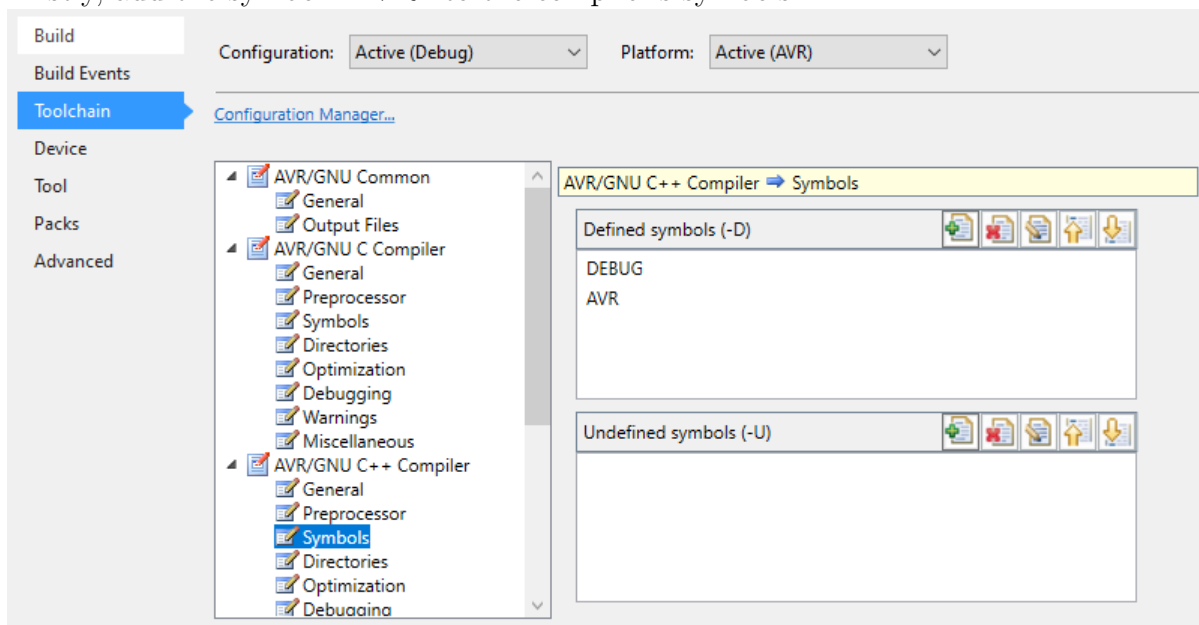 Build
Build Events
Toolchain
Device
Tool
Packs
Advanced
Configuration: Active (Debug) Platform: Active (AVR)
Configuration Manager...
AVR/GNU Common
General
Output Files
AVR/GNU C Compiler
General
Preprocessor
Symbols
Directories
Optimization
Debugging
Warnings
Miscellaneous
AVR/GNU C++ Compiler
General
Preprocessor
Symbols
Directories
Optimization
Debugging
AVR/GNU C++ Compiler ➡ Symbols
Defined symbols (-D)
DEBUG
AVR
Undefined symbols (-U)